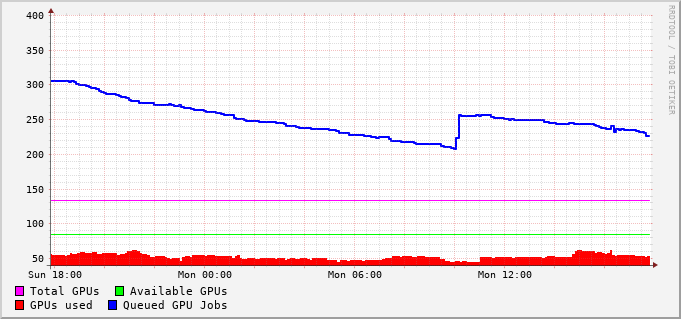 400
350
300
250
200
150
100
50
Sun 18:00 Mon 00:00 Mon 06:00 Mon 12:00
Total GPUs Available GPUs
GPUs used Queued GPU Jobs
RRDTOOL / TOBI OETIKER